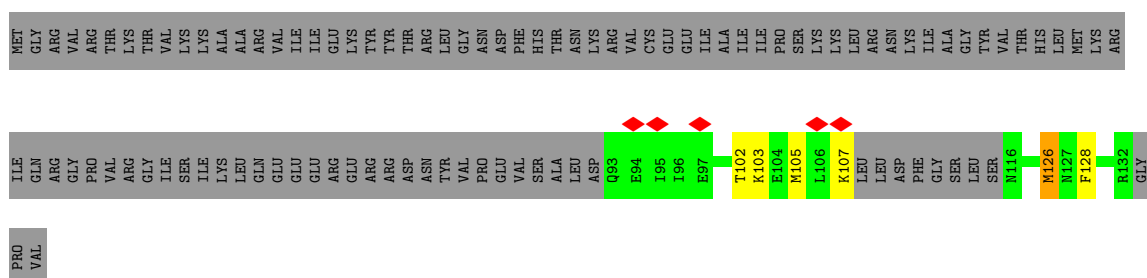 MET GLY ARG VAL ARG THR LYS THR VAL LYS LYS ALA ALA ARG VAL ILE ILE GLU LYS TYR TYR THR ARG LEU GLY ASN ASP PHE HIS THR ASN LYS ARG VAL CYS GLU GLU ILE ALA ILE ILE PRO SER LYS LYS LEU ARG ASN LYS ILE ALA GLY TYR VAL THR HIS LEU MET LYS ARG
ILE GLN ARG GLY PRO VAL ARG GLY ILE SER ILE LYS LEU GLN GLU GLU GLU ARG GLU ARG ARG ASP ASN TYR VAL PRO GLU VAL SER ALA LEU ASP Q93 E94 I95 I96 E97 T102 K103 E104 M105 L106 K107 LEU LEU ASP PHE GLY SER LEU SER N116 M126 N127 F128 R132 GLY
PRO VAL